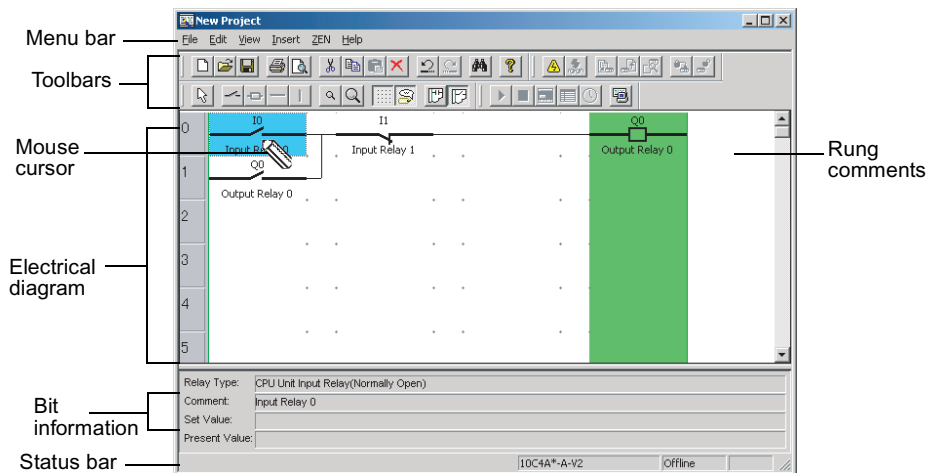 New Project
Menu bar
File Edit View Insert ZEN Help
Toolbars
0
I0
I1
Q0
Input Relay 0
Input Relay 1
Output Relay 0
Mouse
cursor
Rung
comments
1
Q0
Output Relay 0
2
Electrical
diagram
3
4
5
Relay Type: CPU Unit Input Relay(Normally Open)
Comment: Input Relay 0
Set Value:
Present Value:
Bit
information
Status bar
10C4A*-A-V2
Offline